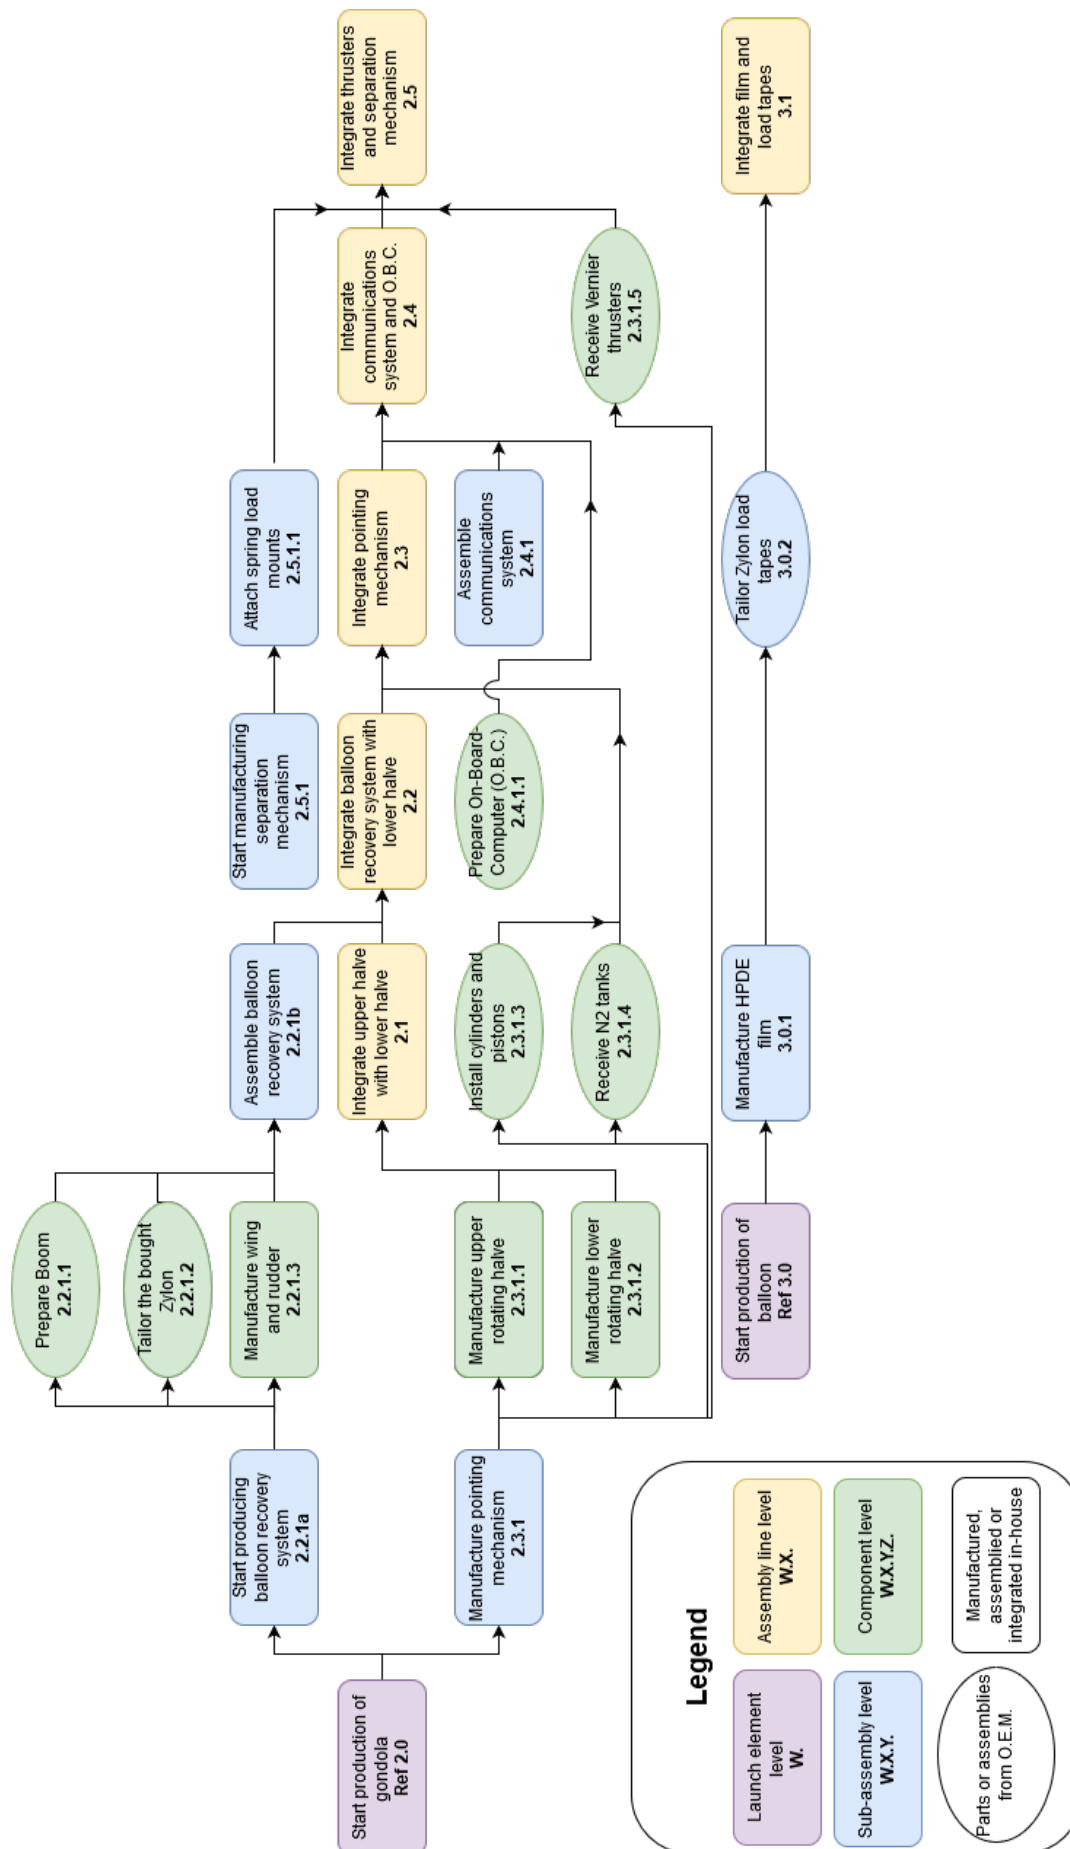 Start production of
gondola
Ref 2.0
Start producing
balloon recovery
system
2.2.1a
Manufacture pointing
mechanism
2.3.1
Prepare Boom
2.2.1.1
Tailor the bought
Zylon
2.2.1.2
Manufacture wing
and rudder
2.2.1.3
Manufacture upper
rotating halve
2.3.1.1
Manufacture lower
rotating halve
2.3.1.2
Assemble balloon
recovery system
2.2.1b
Integrate upper halve
with lower halve
2.1
Install cylinders and
pistons
2.3.1.3
Receive N2 tanks
2.3.1.4
Start manufacturing
separation
mechanism
2.5.1
Integrate balloon
recovery system with
lower halve
2.2
Prepare On-Board-
Computer (O.B.C.)
2.4.1.1
Attach spring load
mounts
2.5.1.1
Integrate pointing
mechanism
2.3
Assemble
communications
system
2.4.1
Integrate
communications
system and O.B.C.
2.4
Receive Vernier
thrusters
2.3.1.5
Integrate thrusters
and separation
mechanism
2.5
Start production of
balloon
Ref 3.0
Manufacture HPDE
film
3.0.1
Tailor Zylon load
tapes
3.0.2
Integrate film and
load tapes
3.1
Legend
Launch element
level
W.
Assembly line level
W.X.
Sub-assembly level
W.X.Y.
Component level
W.X.Y.Z.
Parts or assemblies
from O.E.M.
Manufactured,
assemblied or
integrated in-house